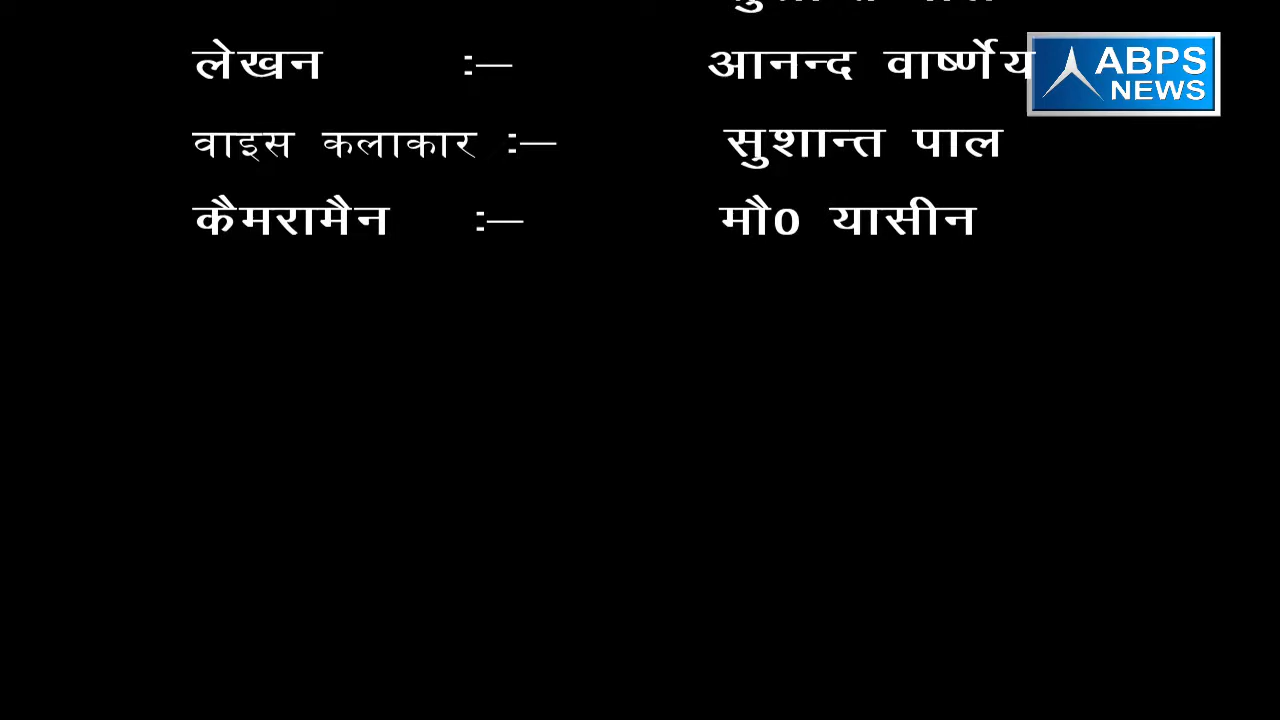 लेखन :— आनन्द वार्ष्णेय
ABPS
NEWS
वाइस कलाकार :— सुशान्त पाल
कैमरामैन :— मौ0 यासीन